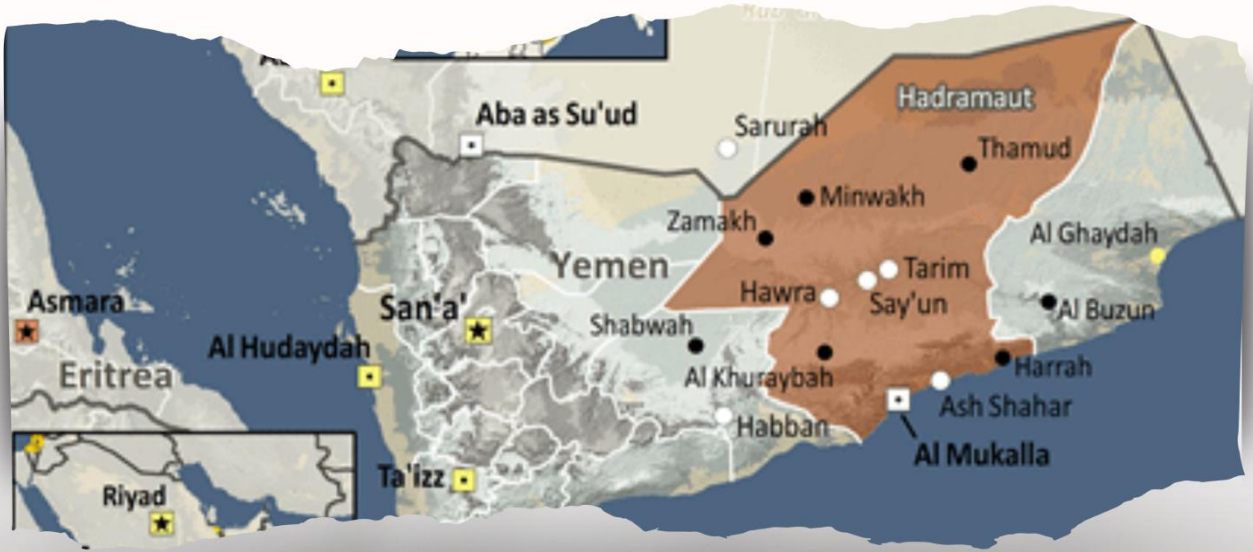 Hadramaut
Aba as Su'ud
Sarurah
Thamud
Minwakh
Zamakh
Al Ghaydah
Yemen
Tarim
Asmara
Hawra
Say'un
San'a'
Shabwah
Al Buzun
Al Hudaydah
Eritrea
Al Khuraybah
Harrah
Ash Shahar
Habban
Al Mukalla
Ta'izz
Riyad